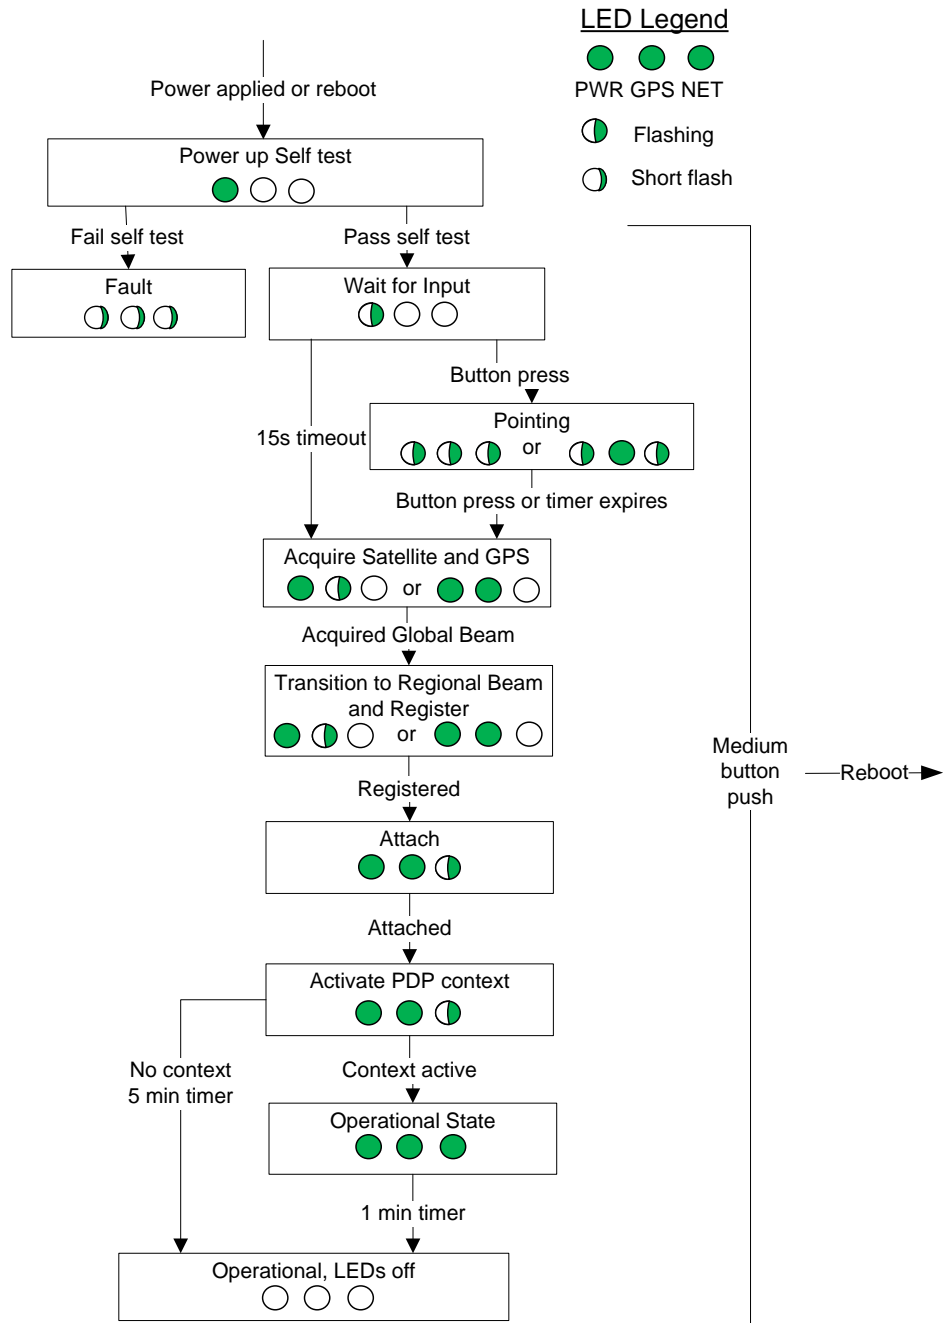 LED Legend
PWR GPS NET
Flashing
Short flash
Power applied or reboot
Power up Self test
Fail self test
Pass self test
Fault
Wait for Input
Button press
15s timeout
Pointing
or
Button press or timer expires
Acquire Satellite and GPS
or
Acquired Global Beam
Transition to Regional Beam
and Register
or
Registered
Attach
Attached
Activate PDP context
No context
5 min timer
Context active
Operational State
1 min timer
Operational, LEDs off
Medium
button
push
Reboot